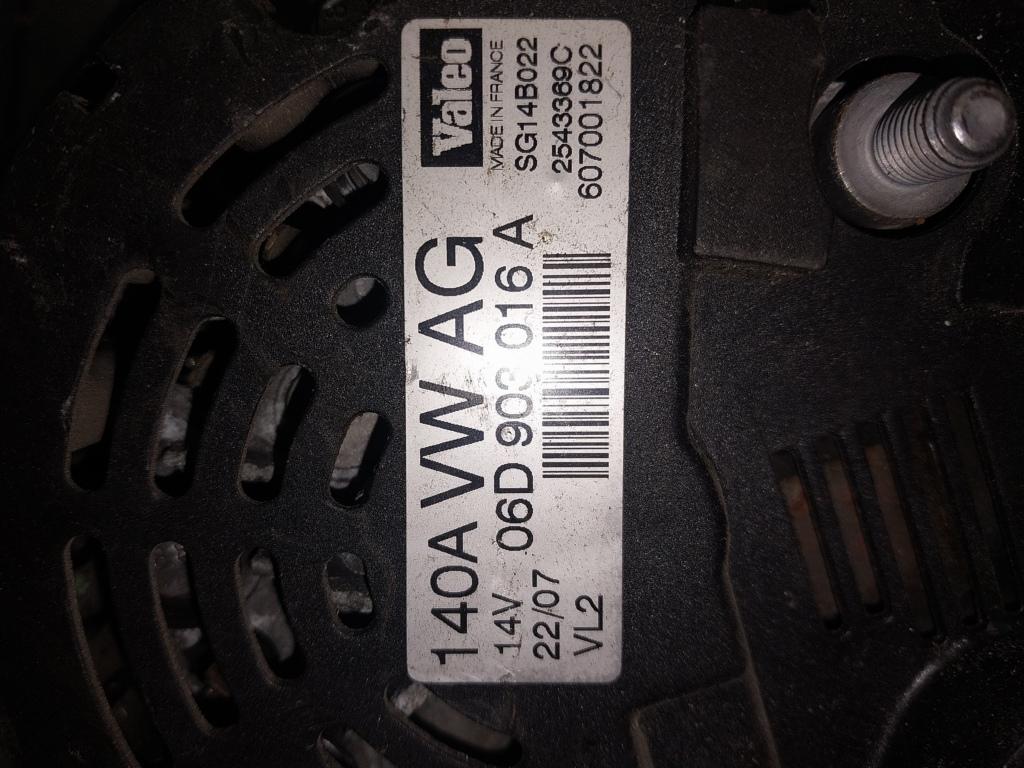 140A VW AG
14V 06D 903 016 A
22/07
VL2
Valeo
MADE IN FRANCE
SG14B022
2543369C
607001822